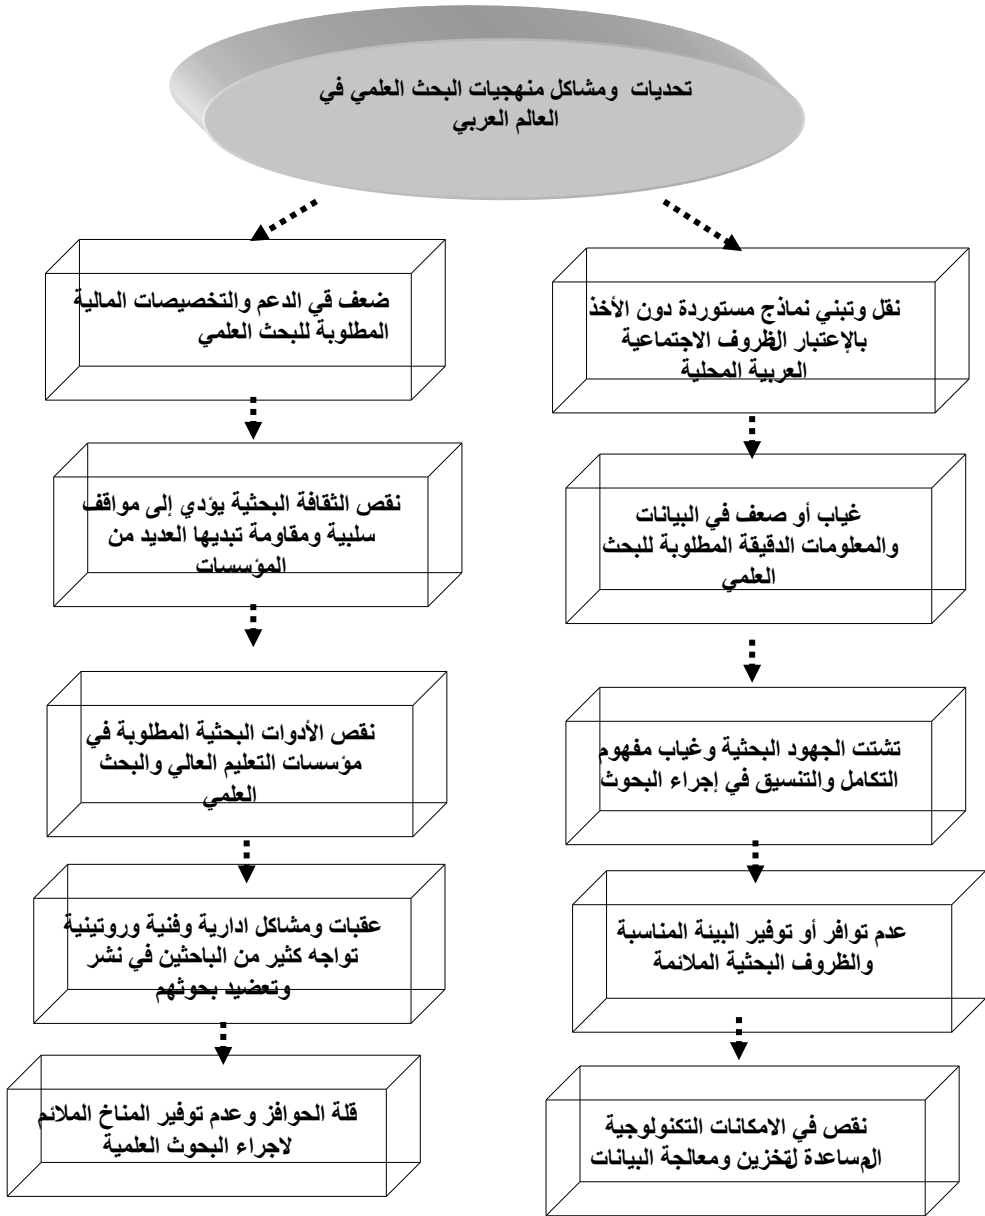 تحديات ومشاكل منهجيات البحث العلمي في
العالم العربي
نقل وتبني نماذج مستوردة دون الأخذ
بالإعتبار الظروف الاجتماعية
العربية المحلية
غياب أو صعف في البيانات
والمعلومات الدقيقة المطلوبة للبحث
العلمي
تشتت الجهود البحثية وغياب مفهوم
التكامل والتنسيق في إجراء البحوث
عدم توافر أو توفير البيئة المناسبة
والظروف البحثية الملائمة
نقص في الامكانات التكنولوجية
المساعدة لتخزين ومعالجة البيانات
ضعف قي الدعم والتخصيصات المالية
المطلوبة للبحث العلمي
نقص الثقافة البحثية يؤدي إلى مواقف
سلبية ومقاومة تبديها العديد من
المؤسسات
نقص الأدوات البحثية المطلوبة في
مؤسسات التعليم العالي والبحث
العلمي
عقبات ومشاكل ادارية وفنية وروتينية
تواجه كثير من الباحثين في نشر
وتعضيد بحوثهم
قلة الحوافز وعدم توفير المناخ الملائم
لاجراء البحوث العلمية